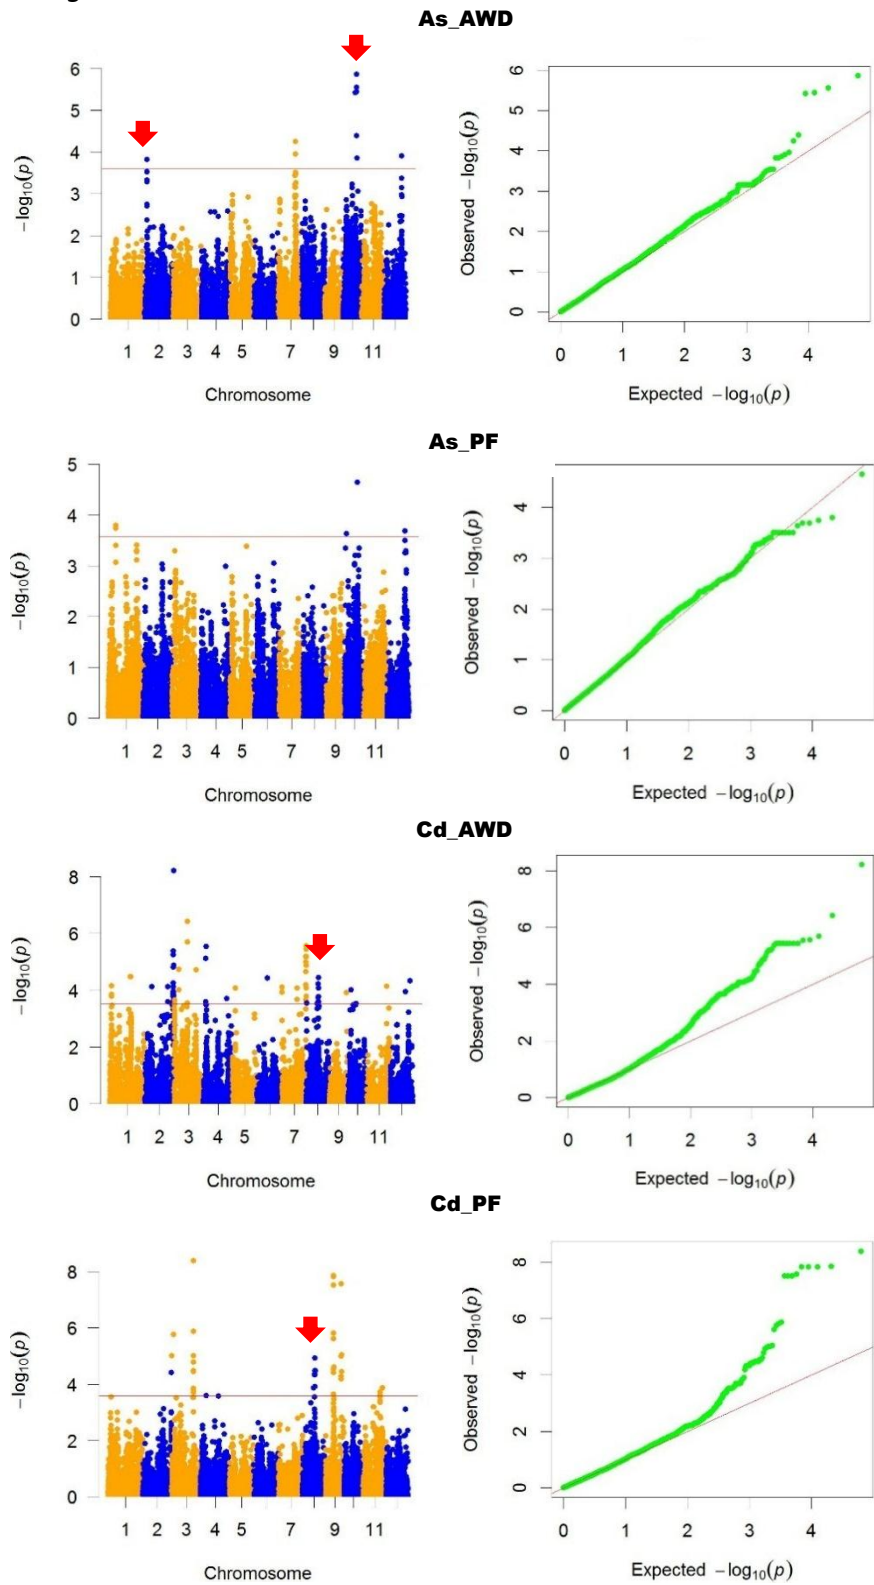 As_AWD
6
5
4
3
2
1
0
−log₁₀(p)
1 2 3 4 5 7 9 11
Chromosome
6
5
4
3
2
1
0
Observed −log₁₀(p)
0 1 2 3 4
Expected −log₁₀(p)
As_PF
5
4
3
2
1
0
−log₁₀(p)
1 2 3 4 5 7 9 11
Chromosome
4
3
2
1
0
Observed −log₁₀(p)
0 1 2 3 4
Expected −log₁₀(p)
Cd_AWD
8
6
4
2
0
−log₁₀(p)
1 2 3 4 5 7 9 11
Chromosome
8
6
4
2
0
Observed −log₁₀(p)
0 1 2 3 4
Expected −log₁₀(p)
Cd_PF
8
6
4
2
0
−log₁₀(p)
1 2 3 4 5 7 9 11
Chromosome
8
6
4
2
0
Observed −log₁₀(p)
0 1 2 3 4
Expected −log₁₀(p)